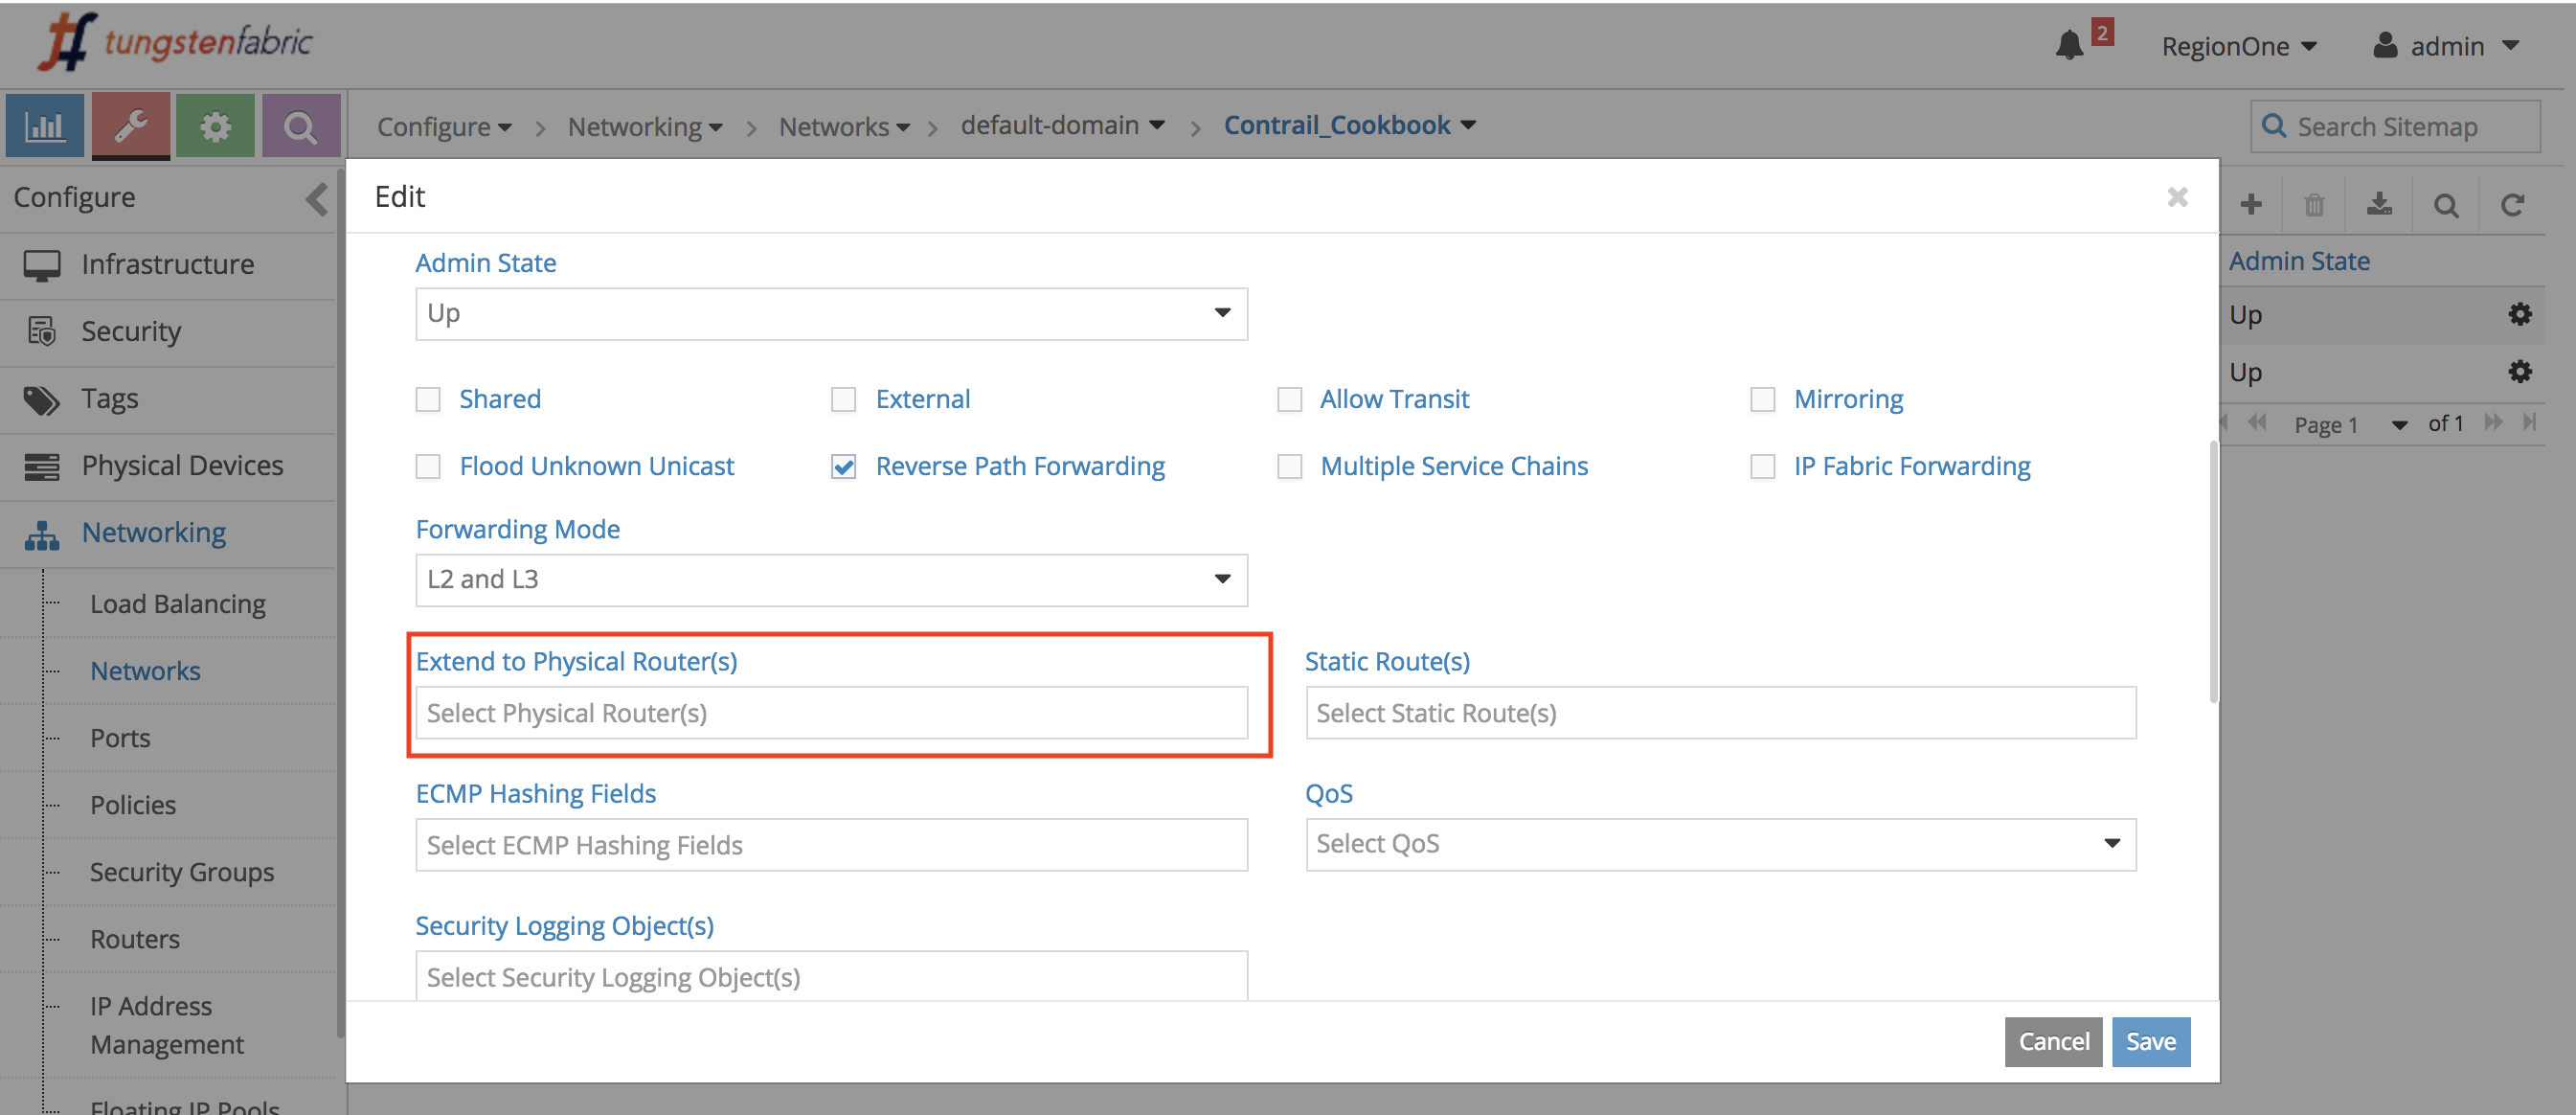 tungstenfabric
2
RegionOne
admin
Configure > Networking > Networks > default-domain > Contrail_Cookbook
Search Sitemap
Configure
Infrastructure
Security
Tags
Physical Devices
Networking
Load Balancing
Networks
Ports
Policies
Security Groups
Routers
IP Address
Management
Floating IP Pools
Edit
Admin State
Up
Shared
External
Allow Transit
Mirroring
Flood Unknown Unicast
Reverse Path Forwarding
Multiple Service Chains
IP Fabric Forwarding
Forwarding Mode
L2 and L3
Extend to Physical Router(s)
Select Physical Router(s)
Static Route(s)
Select Static Route(s)
ECMP Hashing Fields
Select ECMP Hashing Fields
QoS
Select QoS
Security Logging Object(s)
Select Security Logging Object(s)
Cancel
Save
Admin State
Up
Up
Page 1 of 1